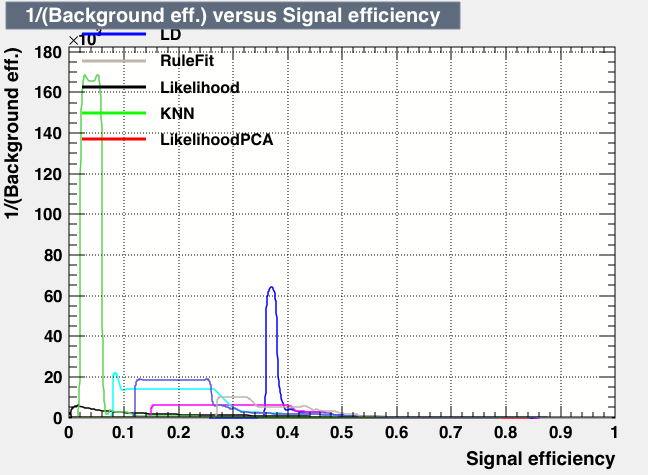 1/(Background eff.) versus Signal efficiency
×10³
LD
RuleFit
Likelihood
KNN
LikelihoodPCA
1/(Background eff.)
180
160
140
120
100
80
60
40
20
0
0 0.1 0.2 0.3 0.4 0.5 0.6 0.7 0.8 0.9 1
Signal efficiency